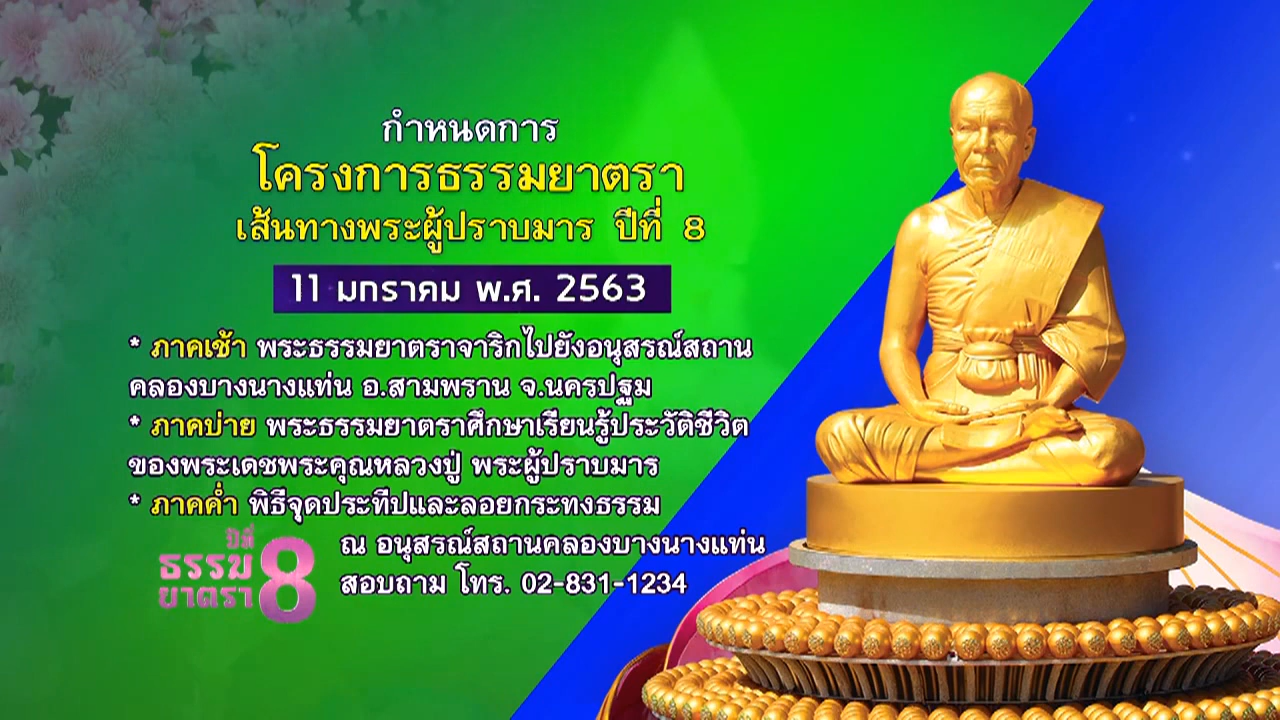 กำหนดการ
โครงการธรรมยาตรา
เส้นทางพระผู้ปราบมาร ปีที่ 8
11 มกราคม พ.ศ. 2563
* ภาคเช้า พระธรรมยาตราจาริกไปยังอนุสรณ์สถาน
คลองบางนางแท่น อ.สามพราน จ.นครปฐม
* ภาคบ่าย พระธรรมยาตราศึกษาเรียนรู้ประวัติชีวิต
ของพระเดชพระคุณหลวงปู่ พระผู้ปราบมาร
* ภาคค่ำ พิธีจุดประทีปและลอยกระทงธรรม
ณ อนุสรณ์สถานคลองบางนางแท่น
สอบถาม โทร. 02-831-1234
ปีที่
ธรรม
ยาตรา 8